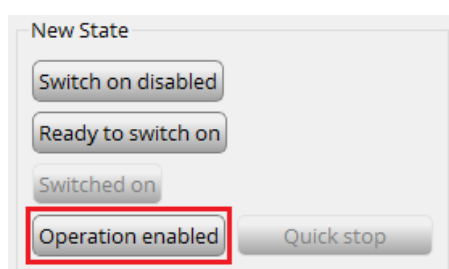 New State
Switch on disabled
Ready to switch on
Switched on
Operation enabled Quick stop